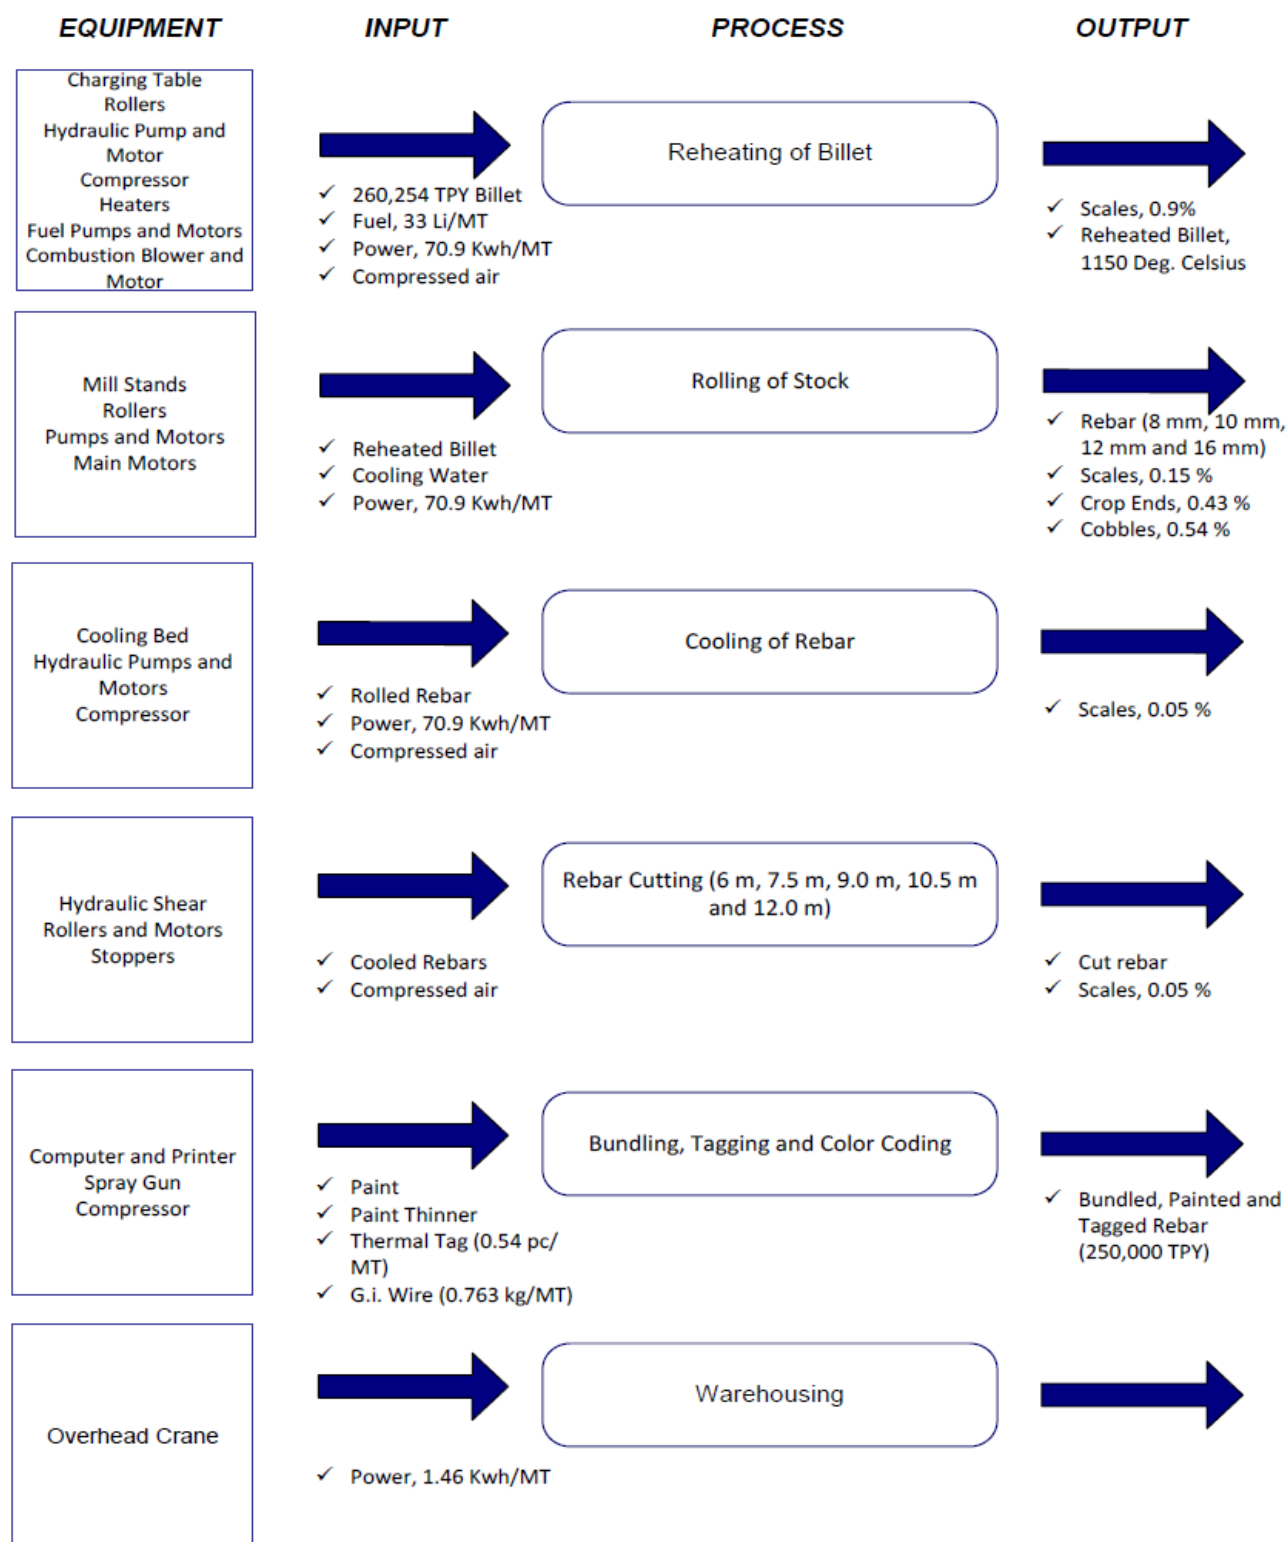 EQUIPMENT
INPUT
PROCESS
OUTPUT
Charging Table
Rollers
Hydraulic Pump and
Motor
Compressor
Heaters
Fuel Pumps and Motors
Combustion Blower and
Motor
✓ 260,254 TPY Billet
✓ Fuel, 33 Li/MT
✓ Power, 70.9 Kwh/MT
✓ Compressed air
Reheating of Billet
✓ Scales, 0.9%
✓ Reheated Billet,
1150 Deg. Celsius
Mill Stands
Rollers
Pumps and Motors
Main Motors
✓ Reheated Billet
✓ Cooling Water
✓ Power, 70.9 Kwh/MT
Rolling of Stock
✓ Rebar (8 mm, 10 mm,
12 mm and 16 mm)
✓ Scales, 0.15 %
✓ Crop Ends, 0.43 %
✓ Cobbles, 0.54 %
Cooling Bed
Hydraulic Pumps and
Motors
Compressor
✓ Rolled Rebar
✓ Power, 70.9 Kwh/MT
✓ Compressed air
Cooling of Rebar
✓ Scales, 0.05 %
Hydraulic Shear
Rollers and Motors
Stoppers
✓ Cooled Rebars
✓ Compressed air
Rebar Cutting (6 m, 7.5 m, 9.0 m, 10.5 m
and 12.0 m)
✓ Cut rebar
✓ Scales, 0.05 %
Computer and Printer
Spray Gun
Compressor
✓ Paint
✓ Paint Thinner
✓ Thermal Tag (0.54 pc/
MT)
✓ G.i. Wire (0.763 kg/MT)
Bundling, Tagging and Color Coding
✓ Bundled, Painted and
Tagged Rebar
(250,000 TPY)
Overhead Crane
✓ Power, 1.46 Kwh/MT
Warehousing